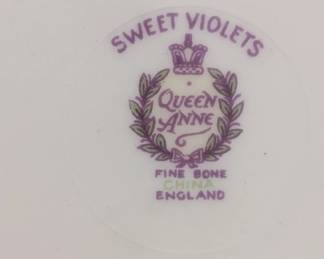 SWEET VIOLETS
QUEEN
ANNE
FINE BONE
CHINA
ENGLAND